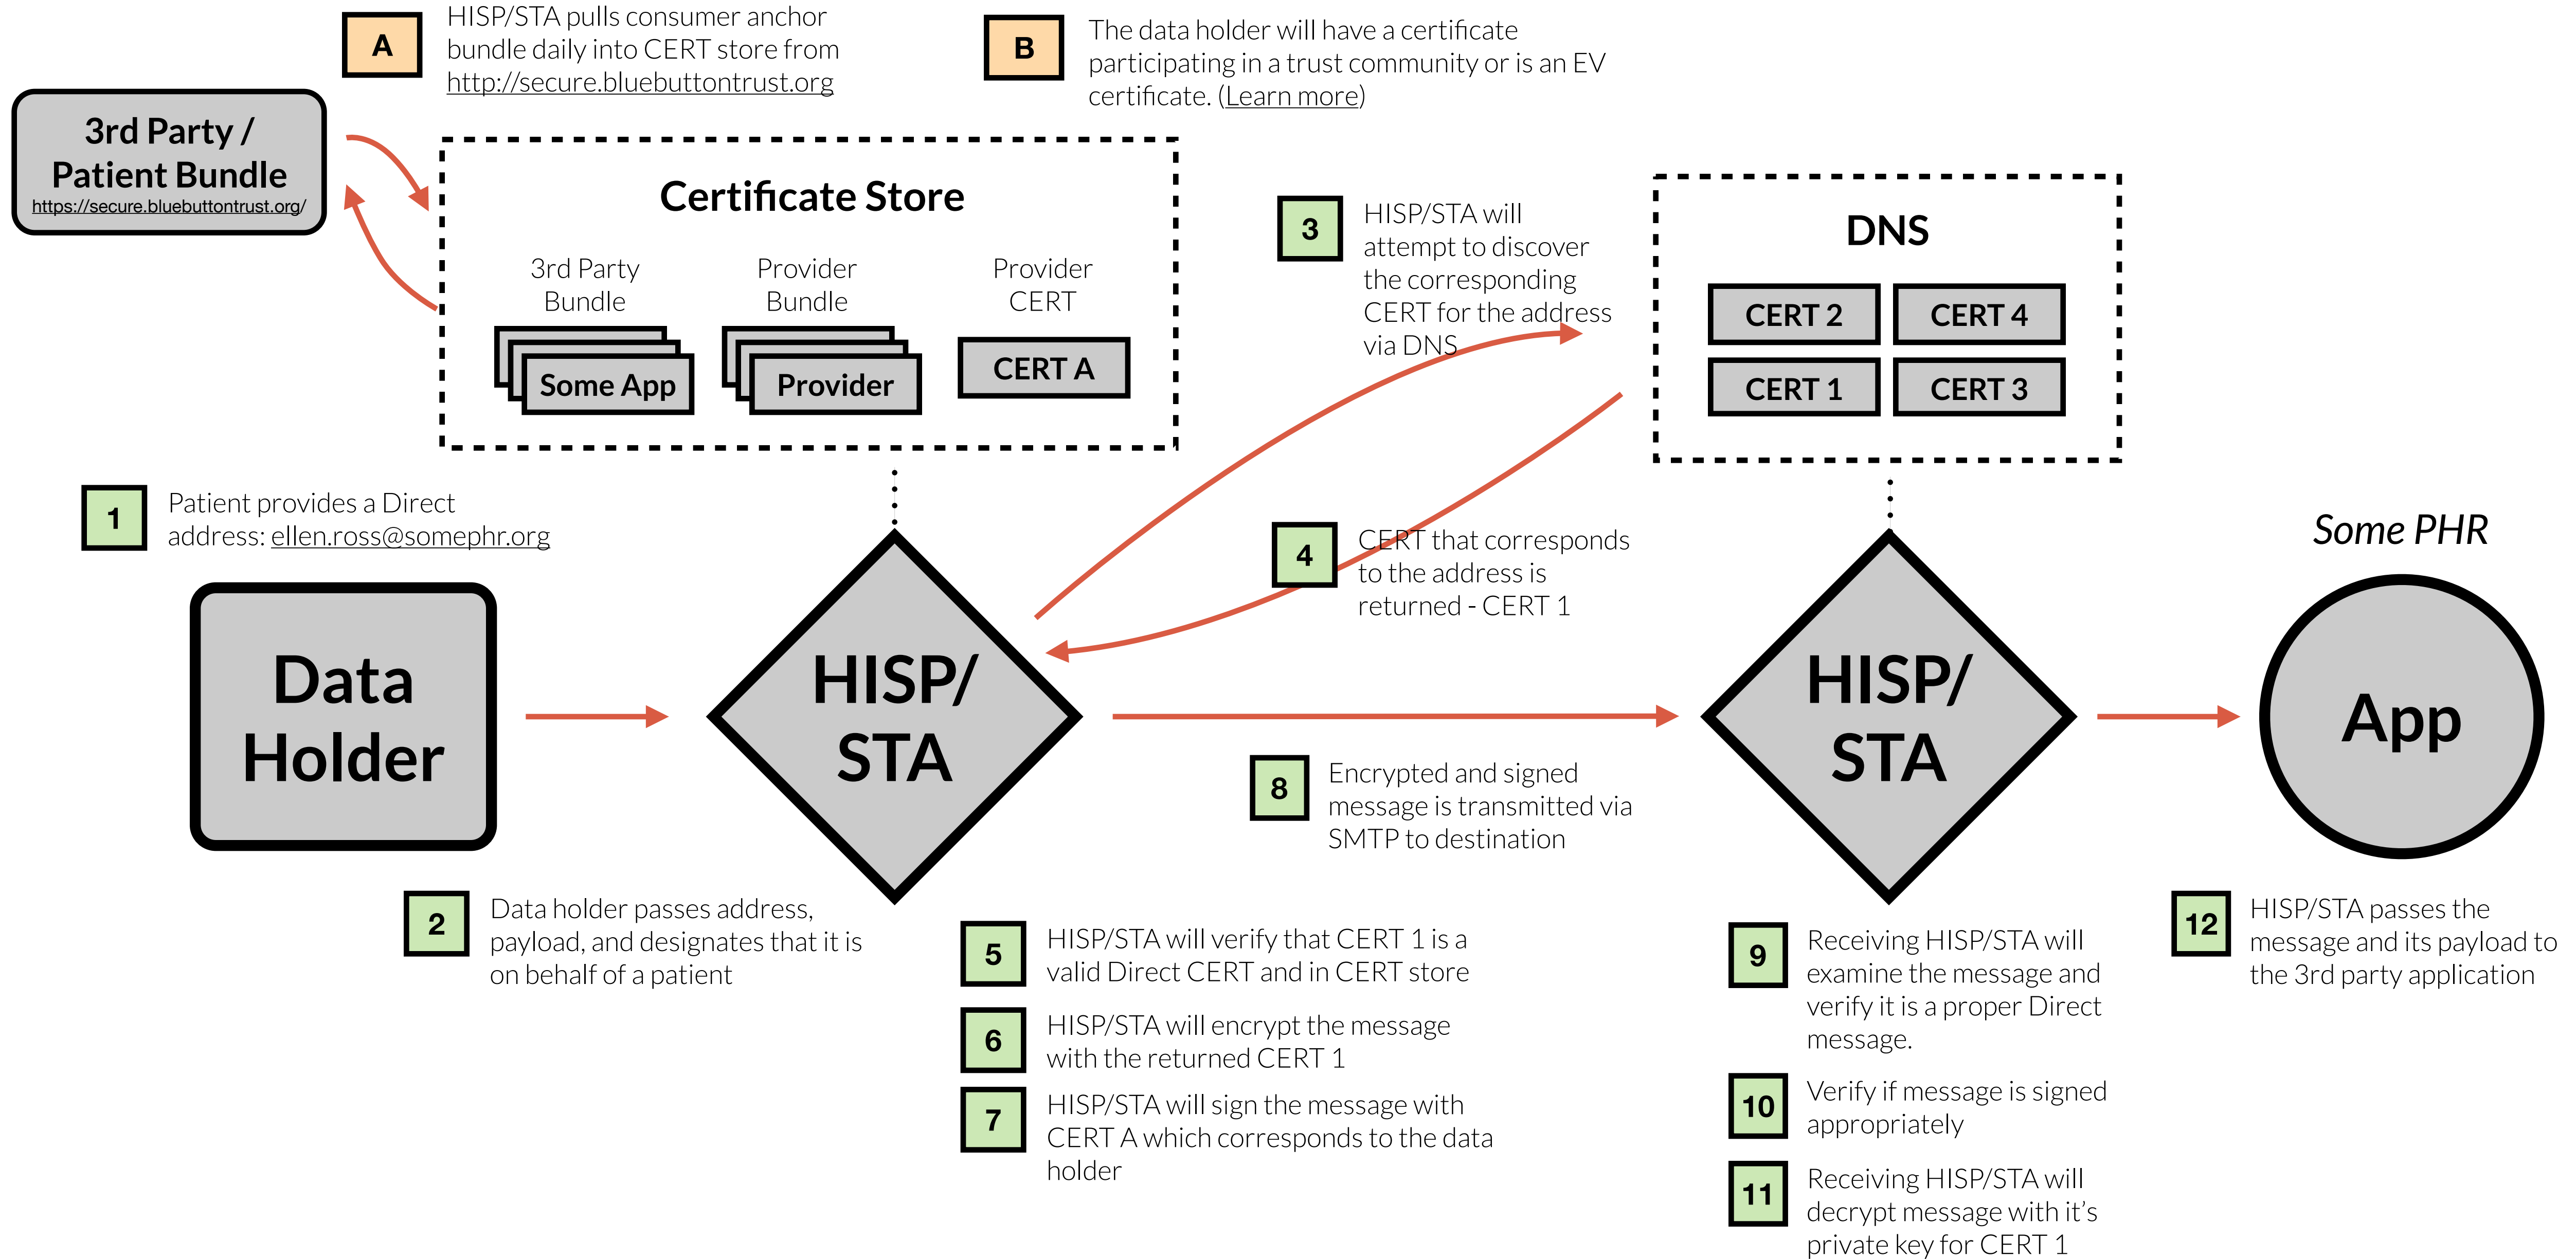 A
HISP/STA pulls consumer anchor
bundle daily into CERT store from
http://secure.bluebuttontrust.org
B
The data holder will have a certificate
participating in a trust community or is an EV
certificate. (Learn more)
3rd Party /
Patient Bundle
https://secure.bluebuttontrust.org/
Certificate Store
3rd Party
Bundle
Provider
Bundle
Provider
CERT
Some App
Provider
CERT A
3
HISP/STA will
attempt to discover
the corresponding
CERT for the address
via DNS
DNS
CERT 2
CERT 4
CERT 1
CERT 3
1
Patient provides a Direct
address: ellen.ross@somephr.org
4
CERT that corresponds
to the address is
returned - CERT 1
Some PHR
Data
Holder
HISP/
STA
HISP/
STA
App
8
Encrypted and signed
message is transmitted via
SMTP to destination
2
Data holder passes address,
payload, and designates that it is
on behalf of a patient
5
HISP/STA will verify that CERT 1 is a
valid Direct CERT and in CERT store
6
HISP/STA will encrypt the message
with the returned CERT 1
7
HISP/STA will sign the message with
CERT A which corresponds to the data
holder
9
Receiving HISP/STA will
examine the message and
verify it is a proper Direct
message.
10
Verify if message is signed
appropriately
11
Receiving HISP/STA will
decrypt message with it’s
private key for CERT 1
12
HISP/STA passes the
message and its payload to
the 3rd party application